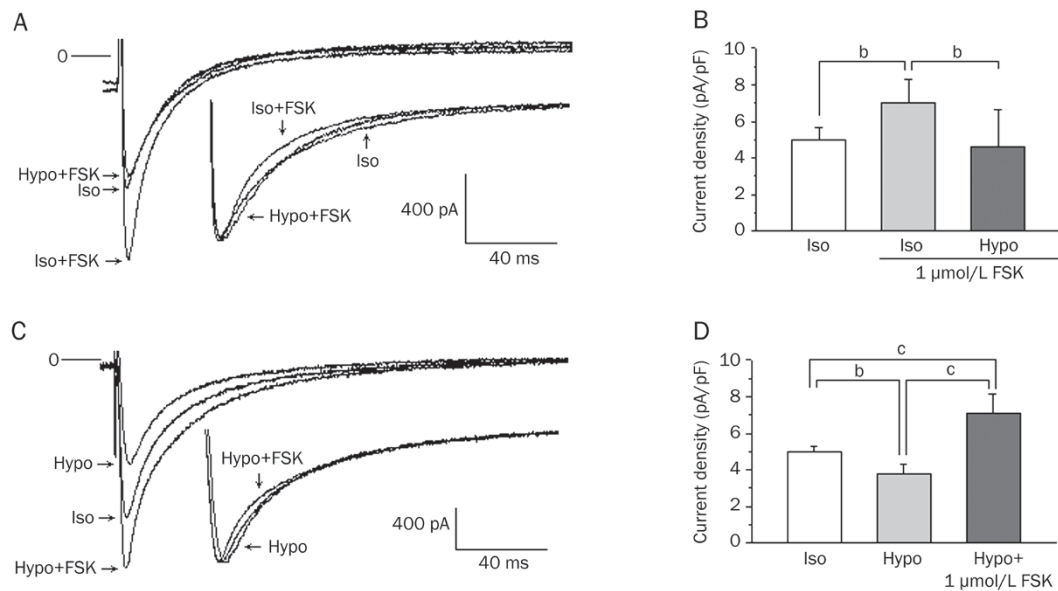 A
0
Hypo+FSK
Iso
Iso+FSK
Iso+FSK
Iso
Hypo+FSK
400 pA
40 ms
B
Current density (pA/pF)
10
8
6
4
2
0
b
b
Iso
Iso
Hypo
1 µmol/L FSK
C
0
Hypo
Iso
Hypo+FSK
Hypo+FSK
Hypo
400 pA
40 ms
D
Current density (pA/pF)
10
8
6
4
2
0
c
b
c
Iso
Hypo
Hypo+
1 µmol/L FSK